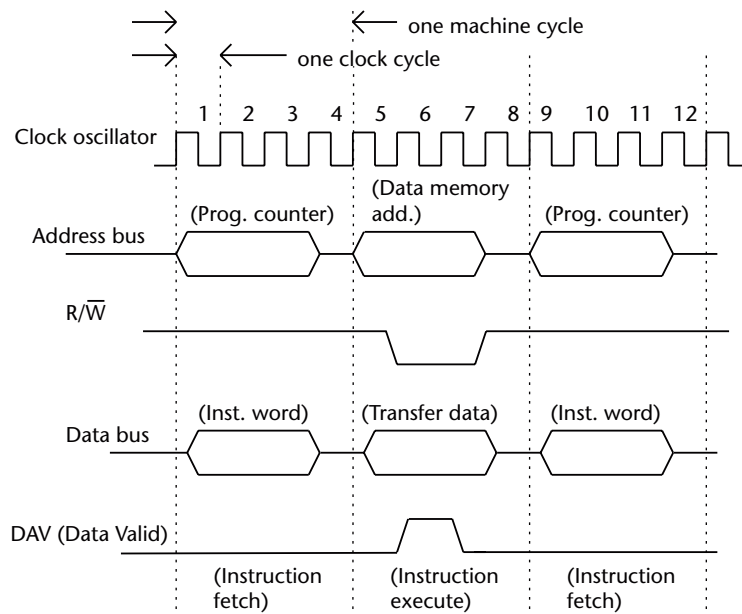 one machine cycle
one clock cycle
1 2 3 4 5 6 7 8 9 10 11 12
Clock oscillator
(Data memory
add.)
(Prog. counter)
(Prog. counter)
Address bus
R/W̅
(Inst. word)
(Transfer data)
(Inst. word)
Data bus
DAV (Data Valid)
(Instruction
fetch)
(Instruction
execute)
(Instruction
fetch)